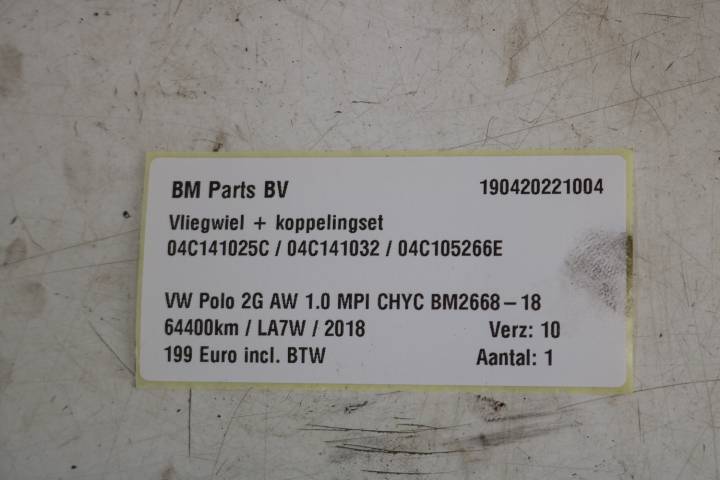 BM Parts BV 190420221004
Vliegwiel + koppelingset
04C141025C / 04C141032 / 04C105266E
VW Polo 2G AW 1.0 MPI CHYC BM2668-18
64400km / LA7W / 2018 Verz: 10
199 Euro incl. BTW Aantal: 1